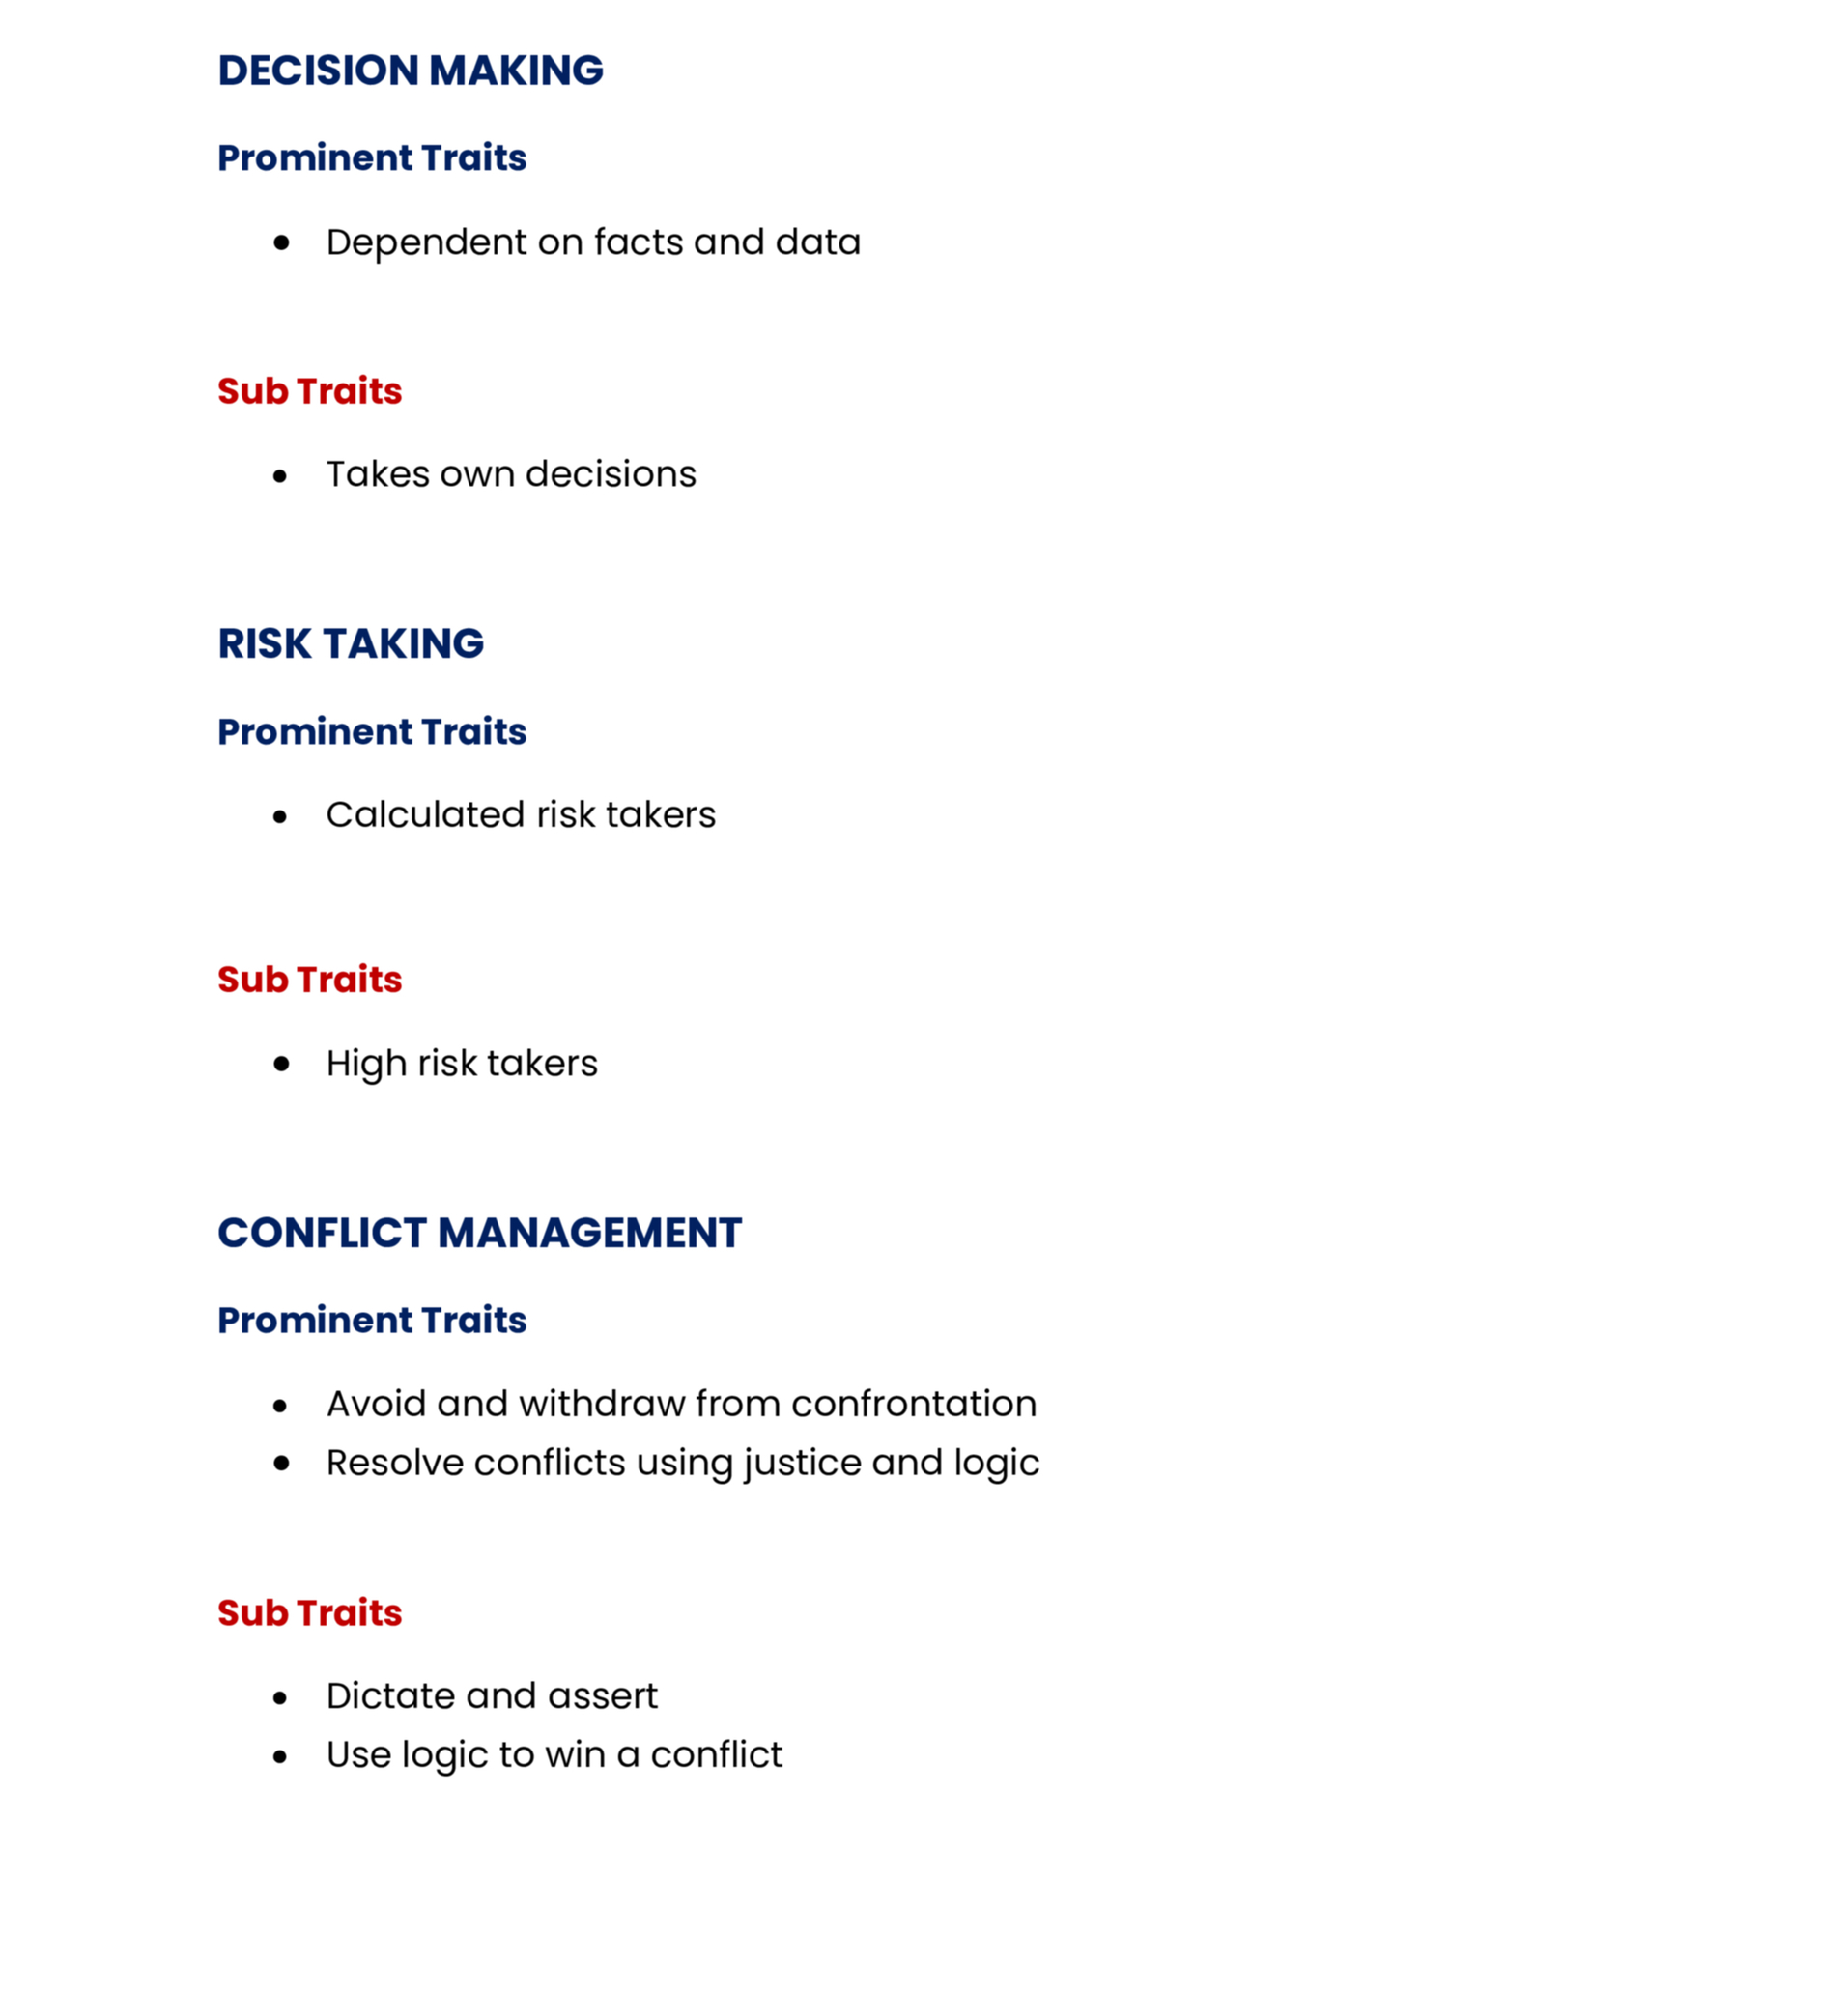 DECISION MAKING
Prominent Traits
● Dependent on facts and data
Sub Traits
● Takes own decisions
RISK TAKING
Prominent Traits
● Calculated risk takers
Sub Traits
● High risk takers
CONFLICT MANAGEMENT
Prominent Traits
● Avoid and withdraw from confrontation
● Resolve conflicts using justice and logic
Sub Traits
● Dictate and assert
● Use logic to win a conflict